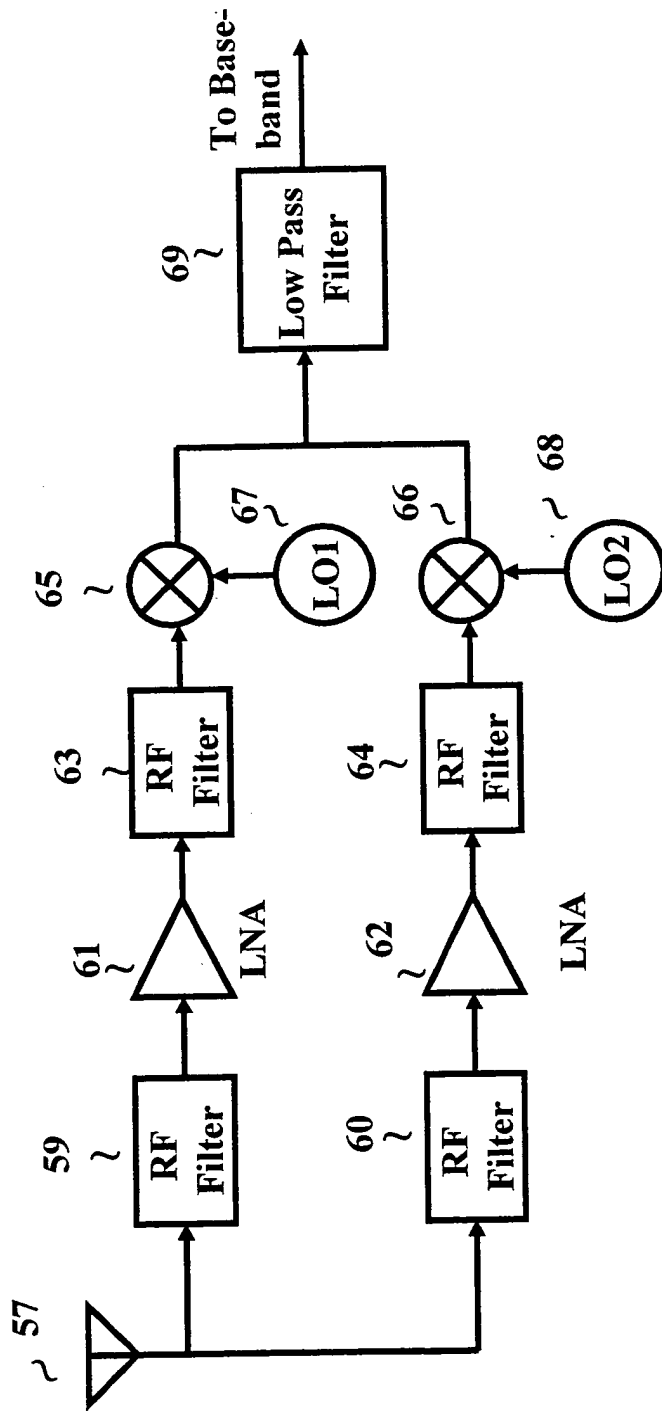 57
59
RF
Filter
61
LNA
63
RF
Filter
65
67
LO1
69
Low Pass
Filter
To Base-
band
60
RF
Filter
62
LNA
64
RF
Filter
66
68
LO2